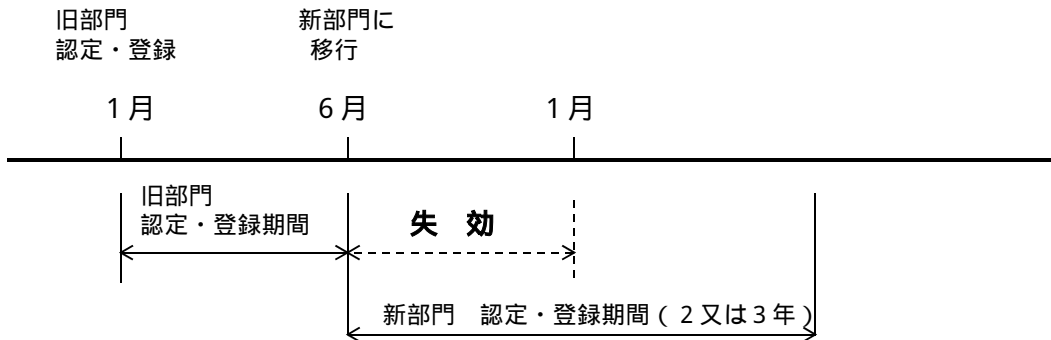 旧部門
認定・登録
新部門に
移行
1月
6月
1月
旧部門
認定・登録期間
失 効
新部門 認定・登録期間(2又は3年)